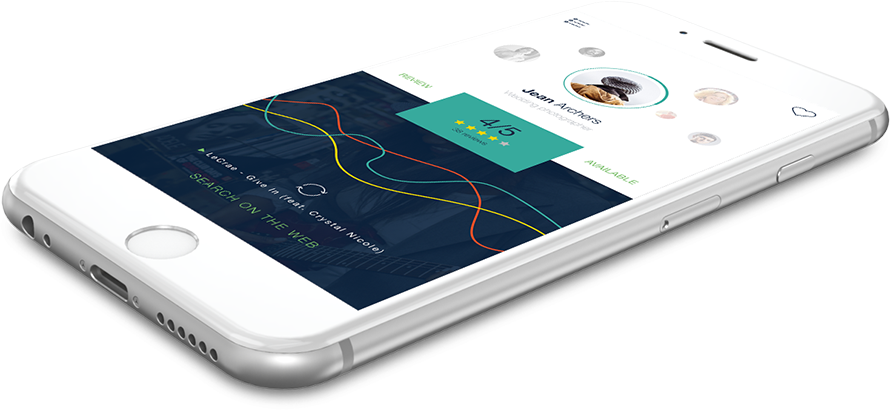 Jean Archers
Wedding photographer
REVIEW
4/5
38 reviews
AVAILABLE
LeCrae - Give In (feat. Crystal Nicole)
SEARCH ON THE WEB